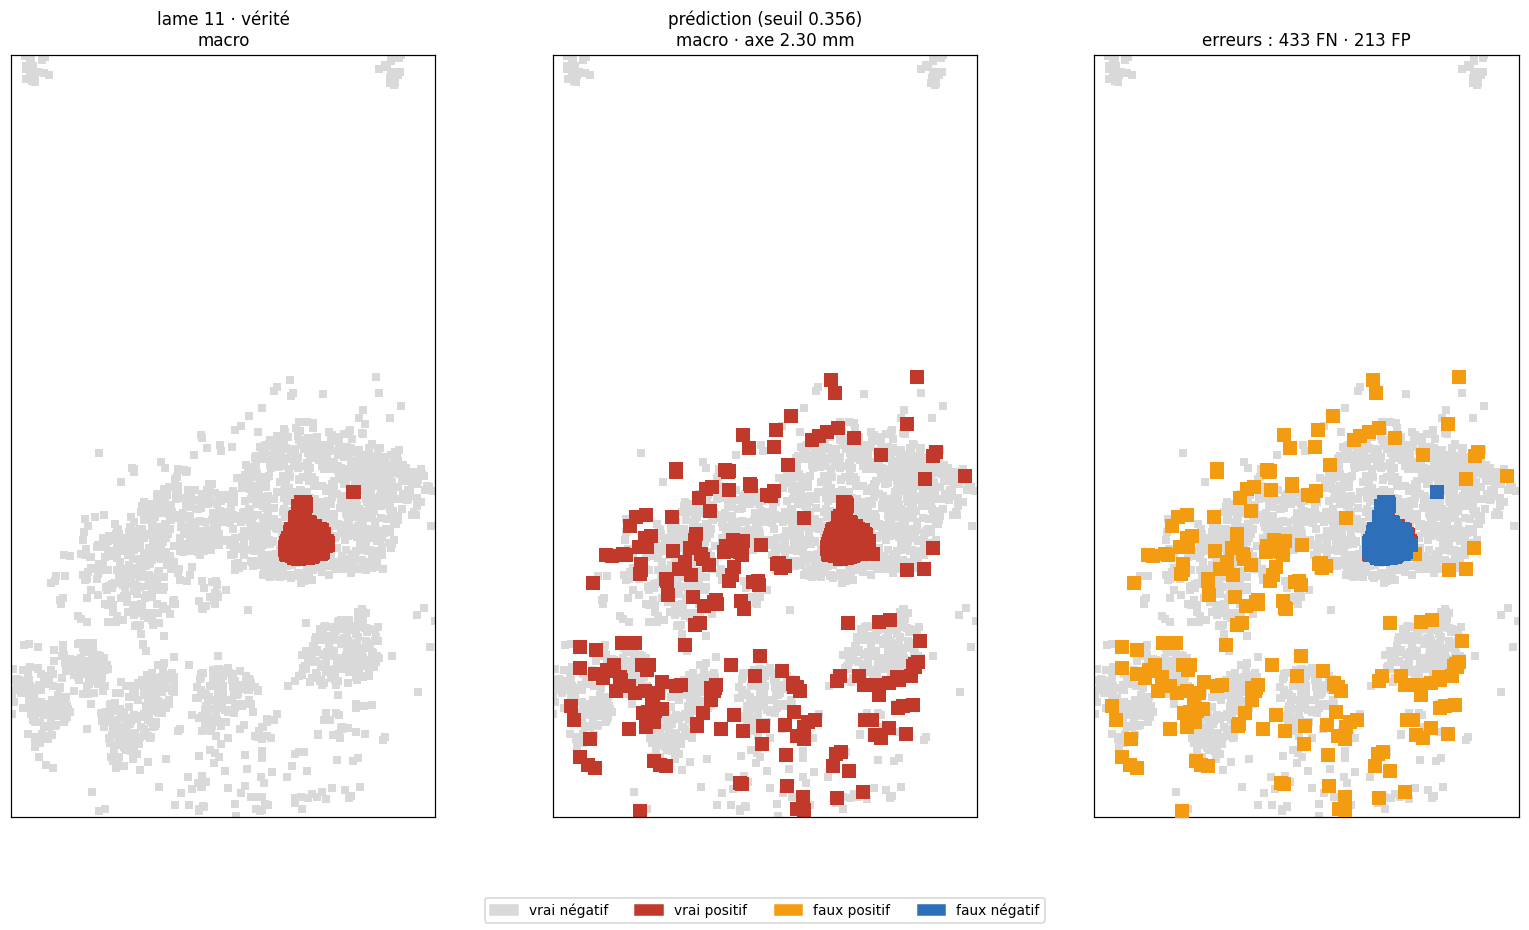 lame 11 · vérité
macro
prédiction (seuil 0.356)
macro · axe 2.30 mm
erreurs : 433 FN · 213 FP
vrai négatif
vrai positif
faux positif
faux négatif